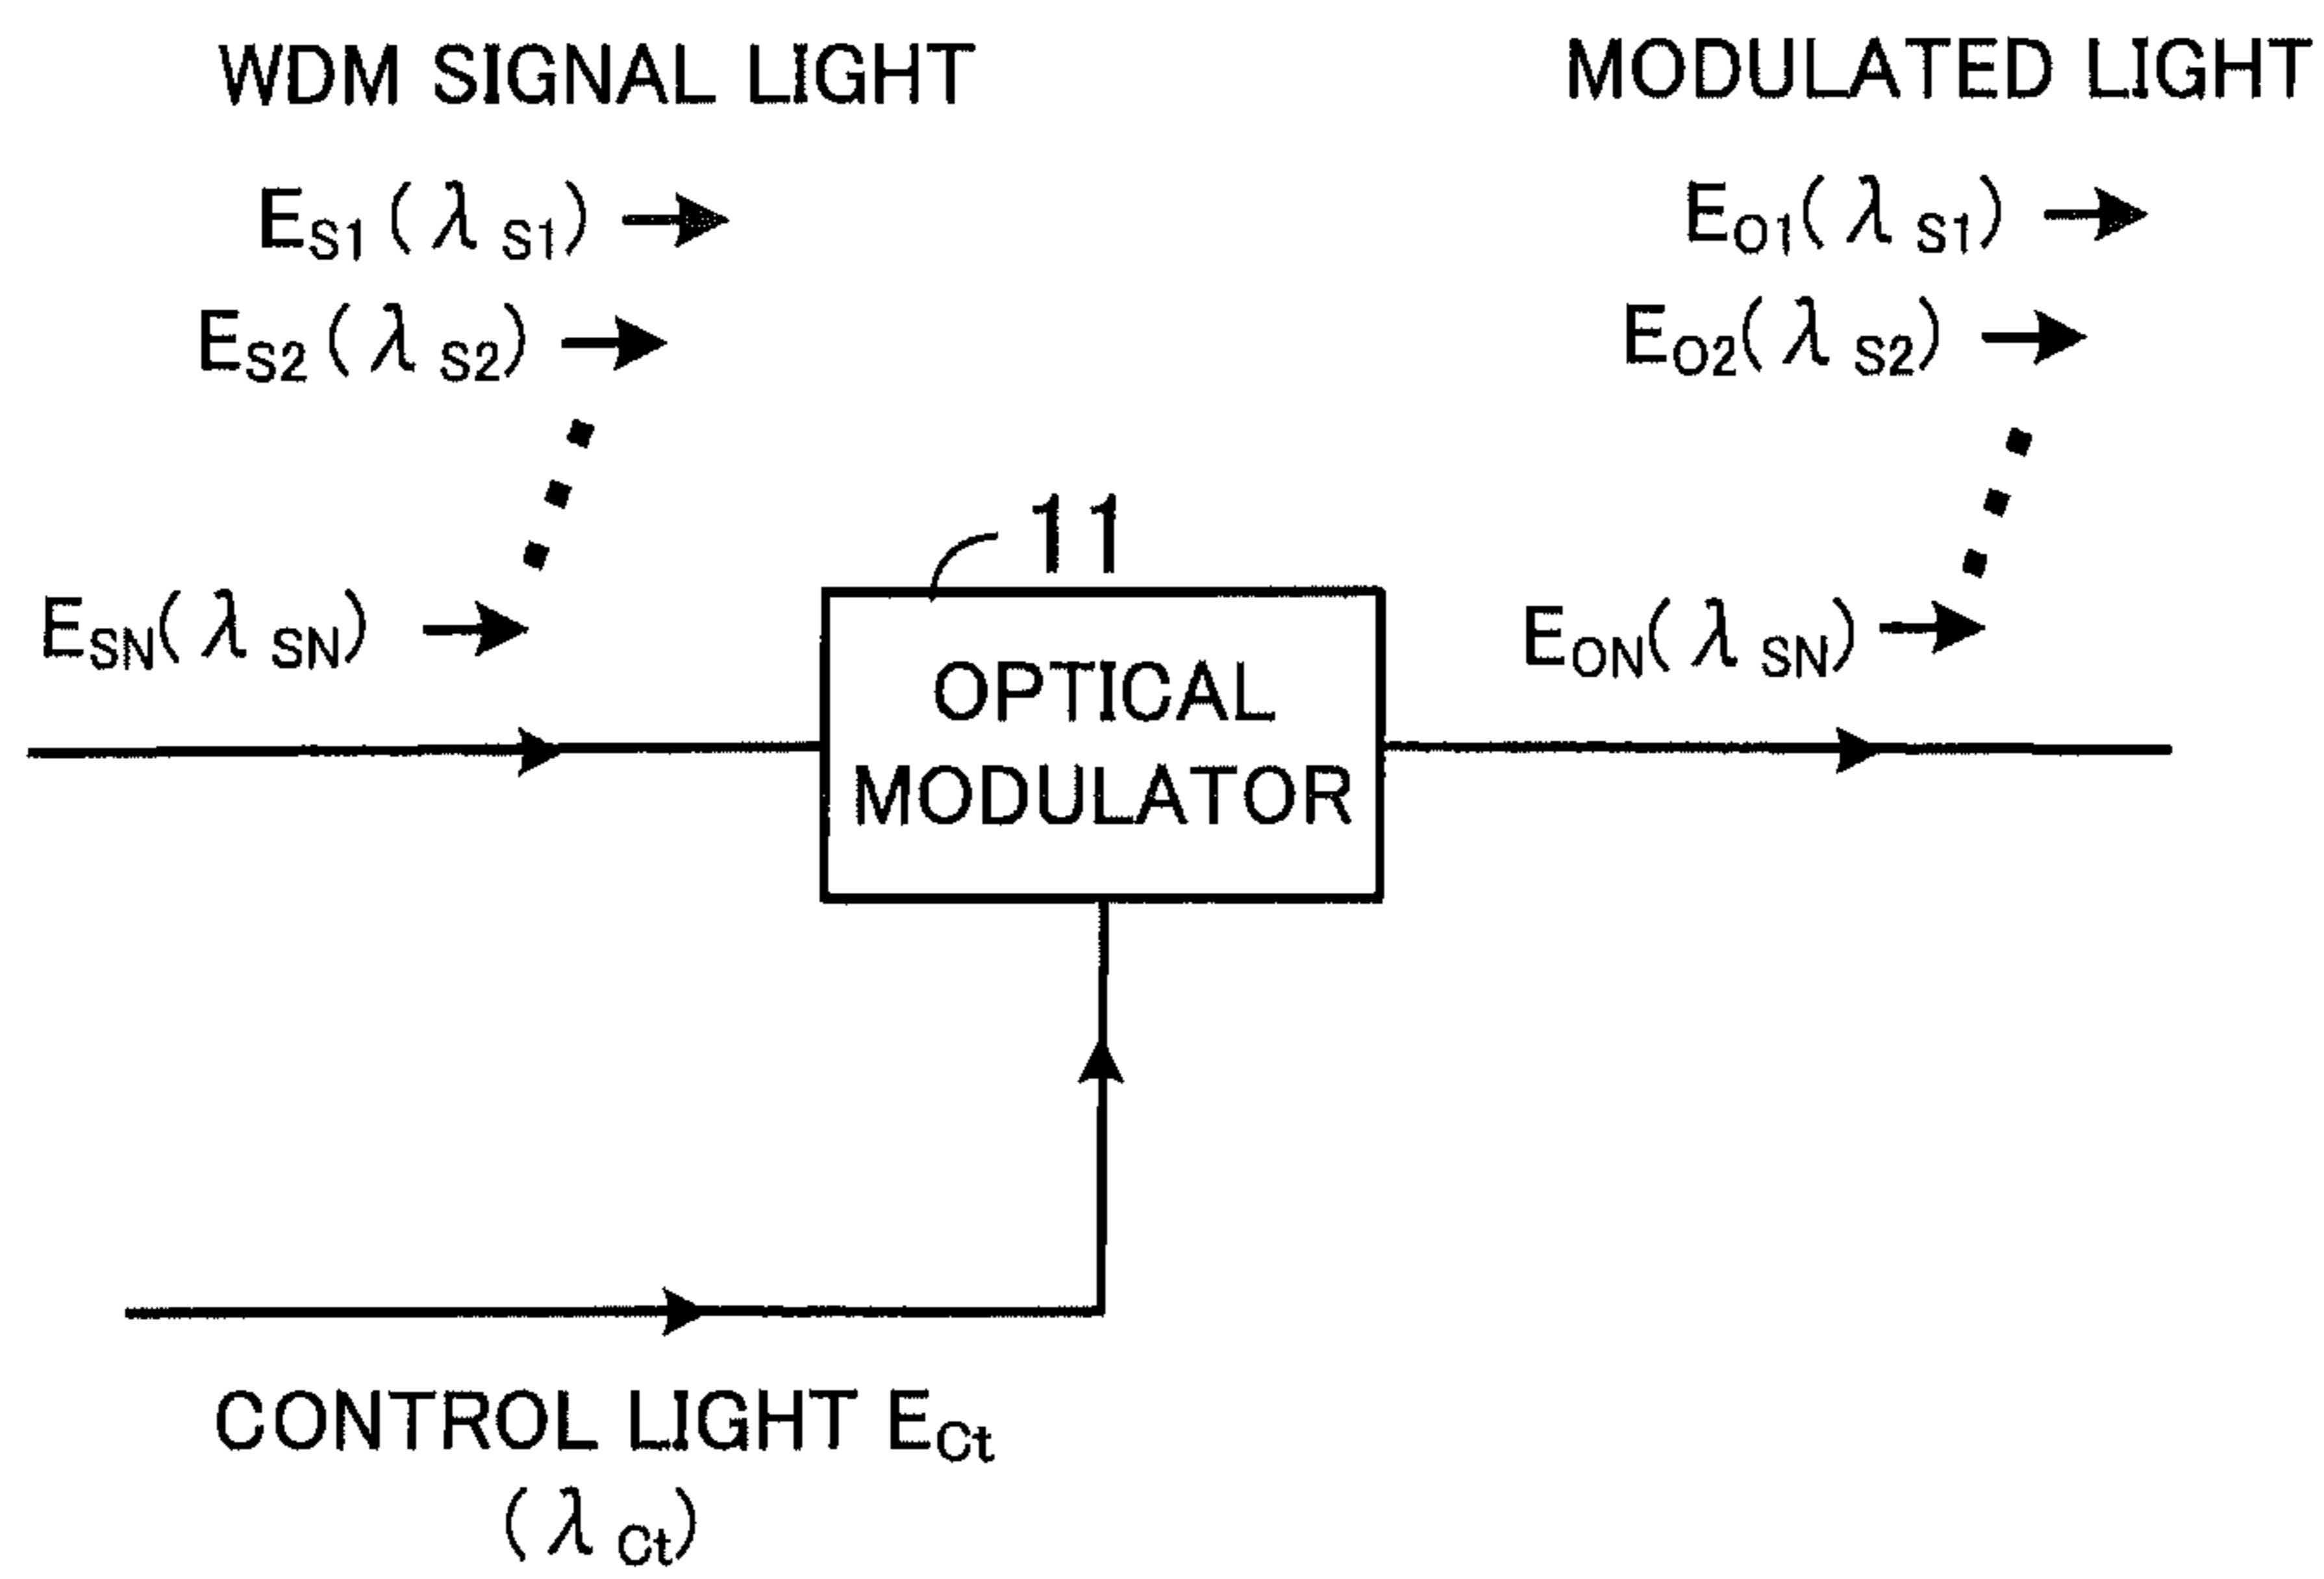 WDM SIGNAL LIGHT
MODULATED LIGHT
ES1(λS1)
ES2(λS2)
ESN(λSN)
EO1(λS1)
EO2(λS2)
EON(λSN)
11
OPTICAL
MODULATOR
CONTROL LIGHT ECt
(λCt)